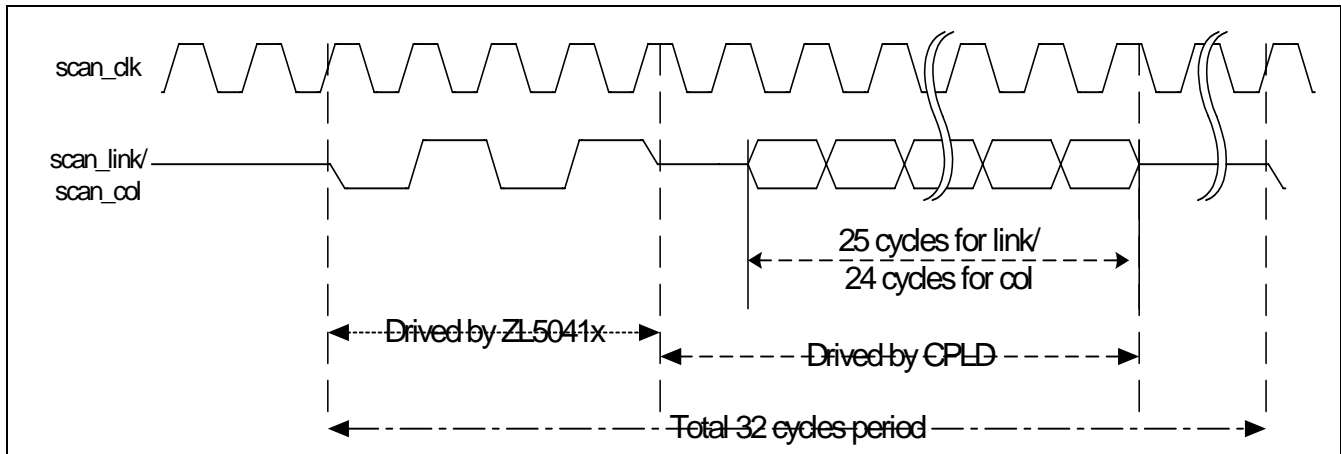 scan_clk
scan_link/
scan_col
25 cycles for link/
24 cycles for col
Drived by ZL5041x
Drived by CPLD
Total 32 cycles period